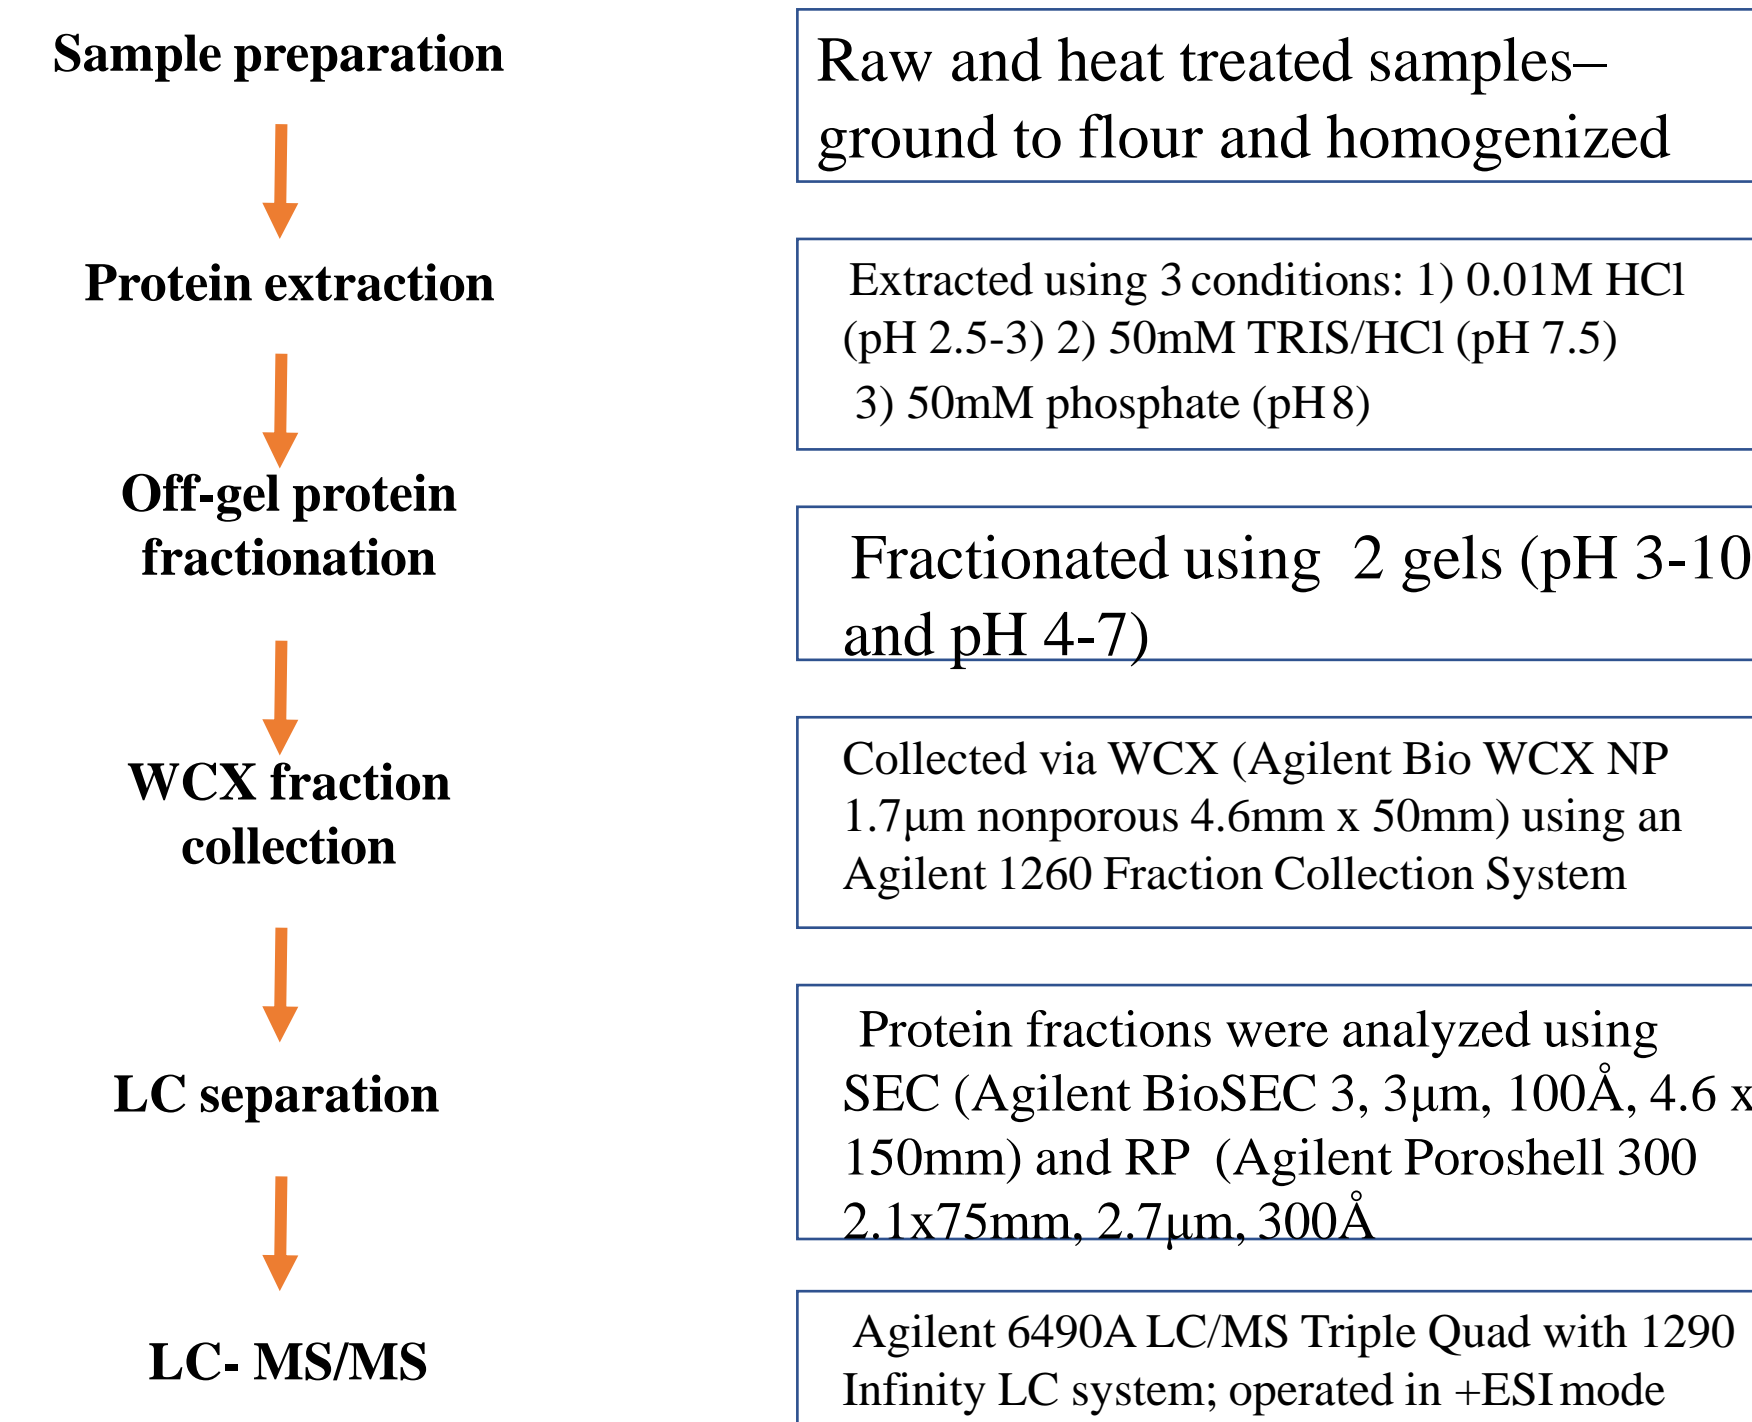 Sample preparation
Raw and heat treated samples–
ground to flour and homogenized
Protein extraction
Extracted using 3 conditions: 1) 0.01M HCl
(pH 2.5-3) 2) 50mM TRIS/HCl (pH 7.5)
3) 50mM phosphate (pH 8)
Off-gel protein
fractionation
Fractionated using 2 gels (pH 3-10
and pH 4-7)
WCX fraction
collection
Collected via WCX (Agilent Bio WCX NP
1.7μm nonporous 4.6mm x 50mm) using an
Agilent 1260 Fraction Collection System
LC separation
Protein fractions were analyzed using
SEC (Agilent BioSEC 3, 3μm, 100Å, 4.6 x
150mm) and RP (Agilent Poroshell 300
2.1x75mm, 2.7μm, 300Å
LC- MS/MS
Agilent 6490A LC/MS Triple Quad with 1290
Infinity LC system; operated in +ESI mode